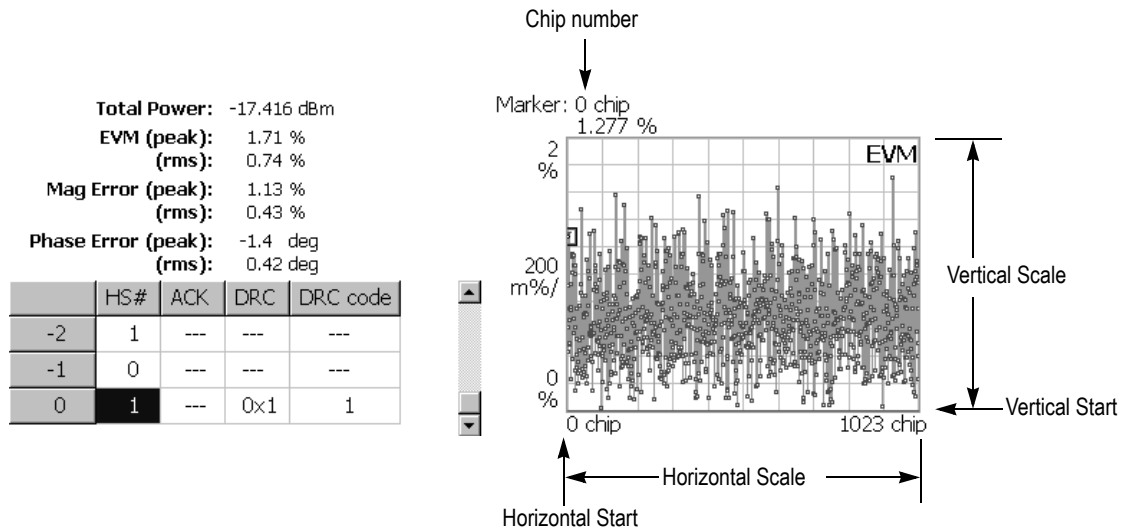 Chip number
Total Power: -17.416 dBm
EVM (peak): 1.71 %
(rms): 0.74 %
Mag Error (peak): 1.13 %
(rms): 0.43 %
Phase Error (peak): -1.4 deg
(rms): 0.42 deg
HS# ACK DRC DRC code
-2 1 --- --- ---
-1 0 --- --- ---
0 1 --- 0x1 1
Marker: 0 chip
1.277 %
2
%
EVM
200
m%/
0
%
0 chip 1023 chip
Vertical Scale
Vertical Start
Horizontal Scale
Horizontal Start